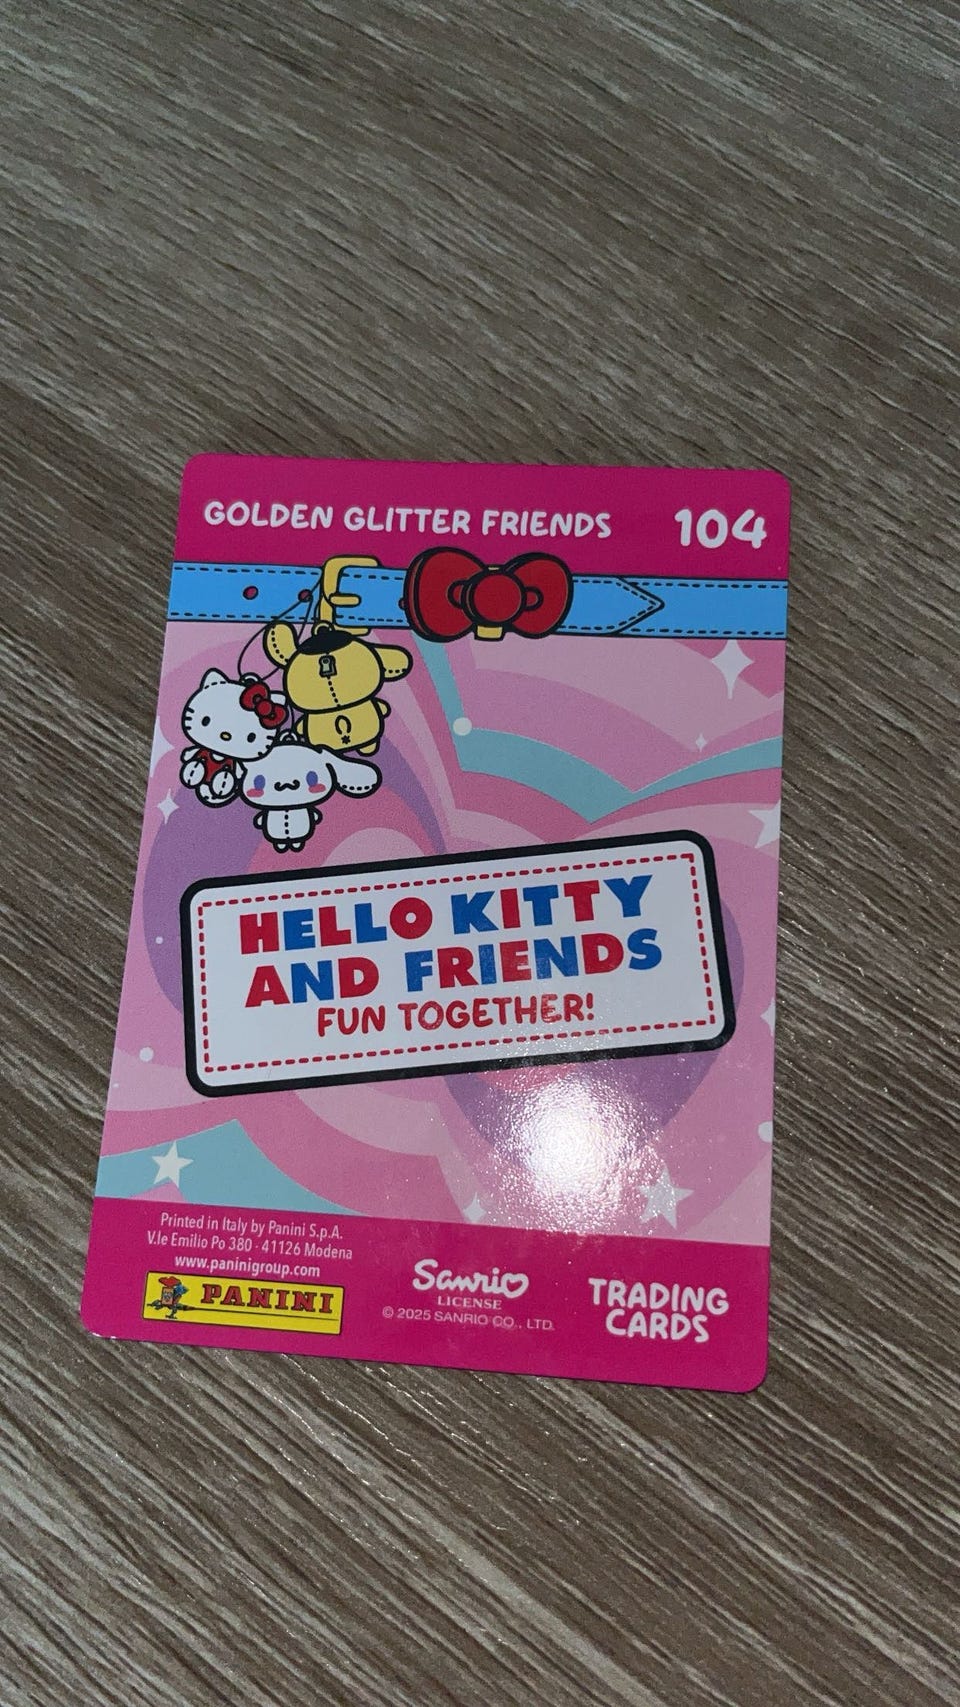 GOLDEN GLITTER FRIENDS 104
HELLO KITTY
AND FRIENDS
FUN TOGETHER!
Printed in Italy by Panini S.p.A.
V.le Emilio Po 380 - 41126 Modena
www.paninigroup.com
PANINI
Sanrio
LICENSE
© 2025 SANRIO CO., LTD.
TRADING
CARDS